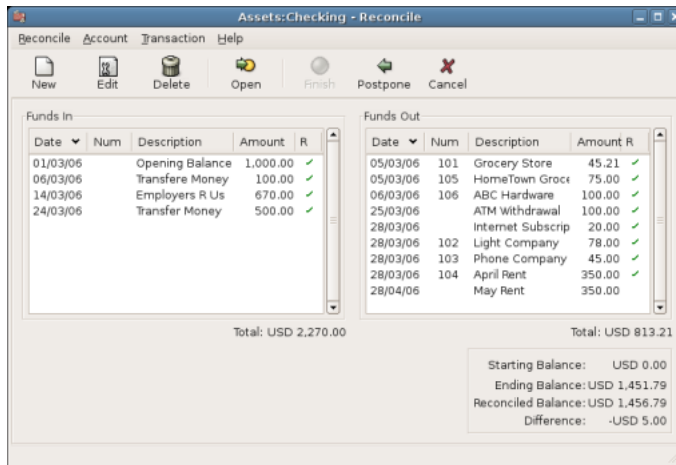 Assets:Checking - Reconcile
Reconcile Account Transaction Help
New Edit Delete Open Finish Postpone Cancel
Funds In
Date Num Description Amount R
01/03/06 Opening Balance 1,000.00 ✓
06/03/06 Transfere Money 100.00 ✓
14/03/06 Employers R Us 670.00 ✓
24/03/06 Transfer Money 500.00 ✓
Total: USD 2,270.00
Funds Out
Date Num Description Amount R
05/03/06 101 Grocery Store 45.21 ✓
05/03/06 105 HomeTown Groce 75.00 ✓
06/03/06 106 ABC Hardware 100.00 ✓
25/03/06 ATM Withdrawal 100.00 ✓
28/03/06 Internet Subscrip 20.00 ✓
28/03/06 102 Light Company 78.00 ✓
28/03/06 103 Phone Company 45.00 ✓
28/03/06 104 April Rent 350.00 ✓
28/04/06 May Rent 350.00
Total: USD 813.21
Starting Balance: USD 0.00
Ending Balance: USD 1,451.79
Reconciled Balance: USD 1,456.79
Difference: -USD 5.00